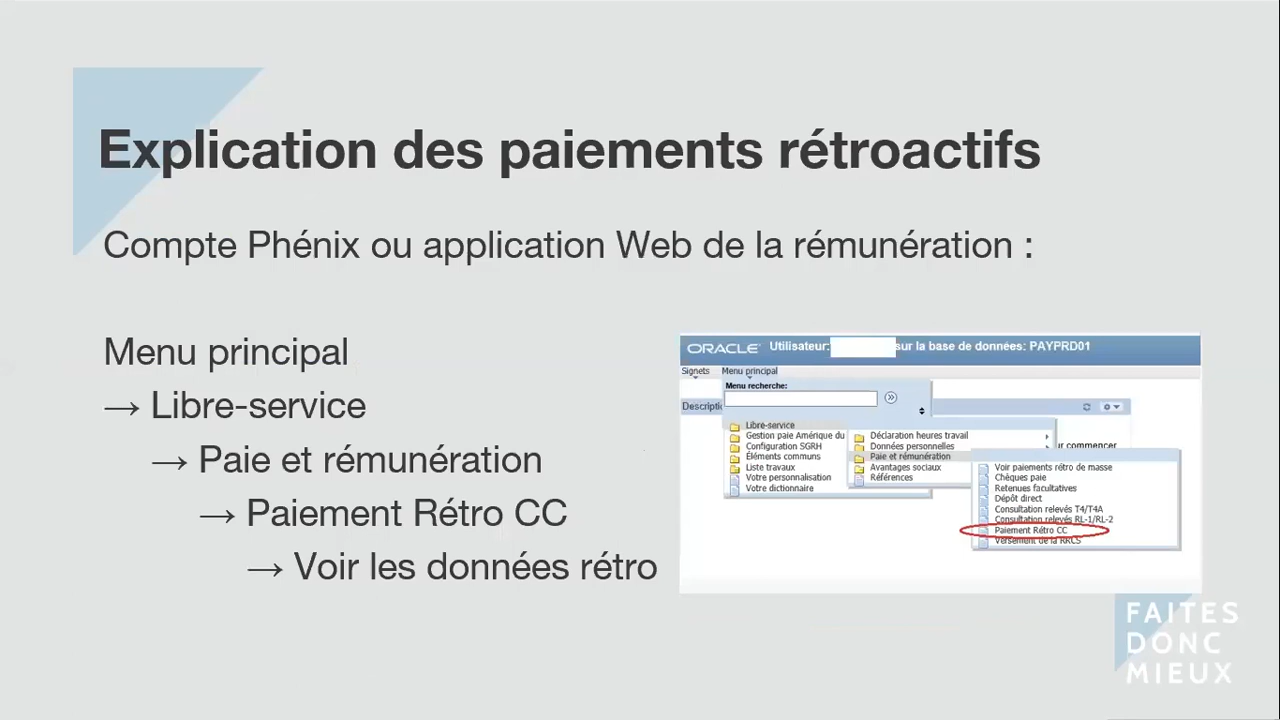 Explication des paiements rétroactifs
Compte Phénix ou application Web de la rémunération :
Menu principal
→ Libre-service
→ Paie et rémunération
→ Paiement Rétro CC
→ Voir les données rétro
ORACLE Utilisateur: sur la base de données: PAYPRD01
Signets Menu principal
Menu recherche:
Descripti
Libre-service
Gestion paie Amérique du
Configuration SGRH
Éléments communs
Liste travaux
Votre personnalisation
Votre dictionnaire
Déclaration heures travail
Données personnelles
Paie et rémunération
Avantages sociaux
Références
ur commencer
Voir paiements rétro de masse
Chèques paie
Retenues facultatives
Dépôt direct
Consultation relevés T4/T4A
Consultation relevés RL-1/RL-2
Paiement Rétro CC
Versement de la RRCS
FAITES
DONC
MIEUX